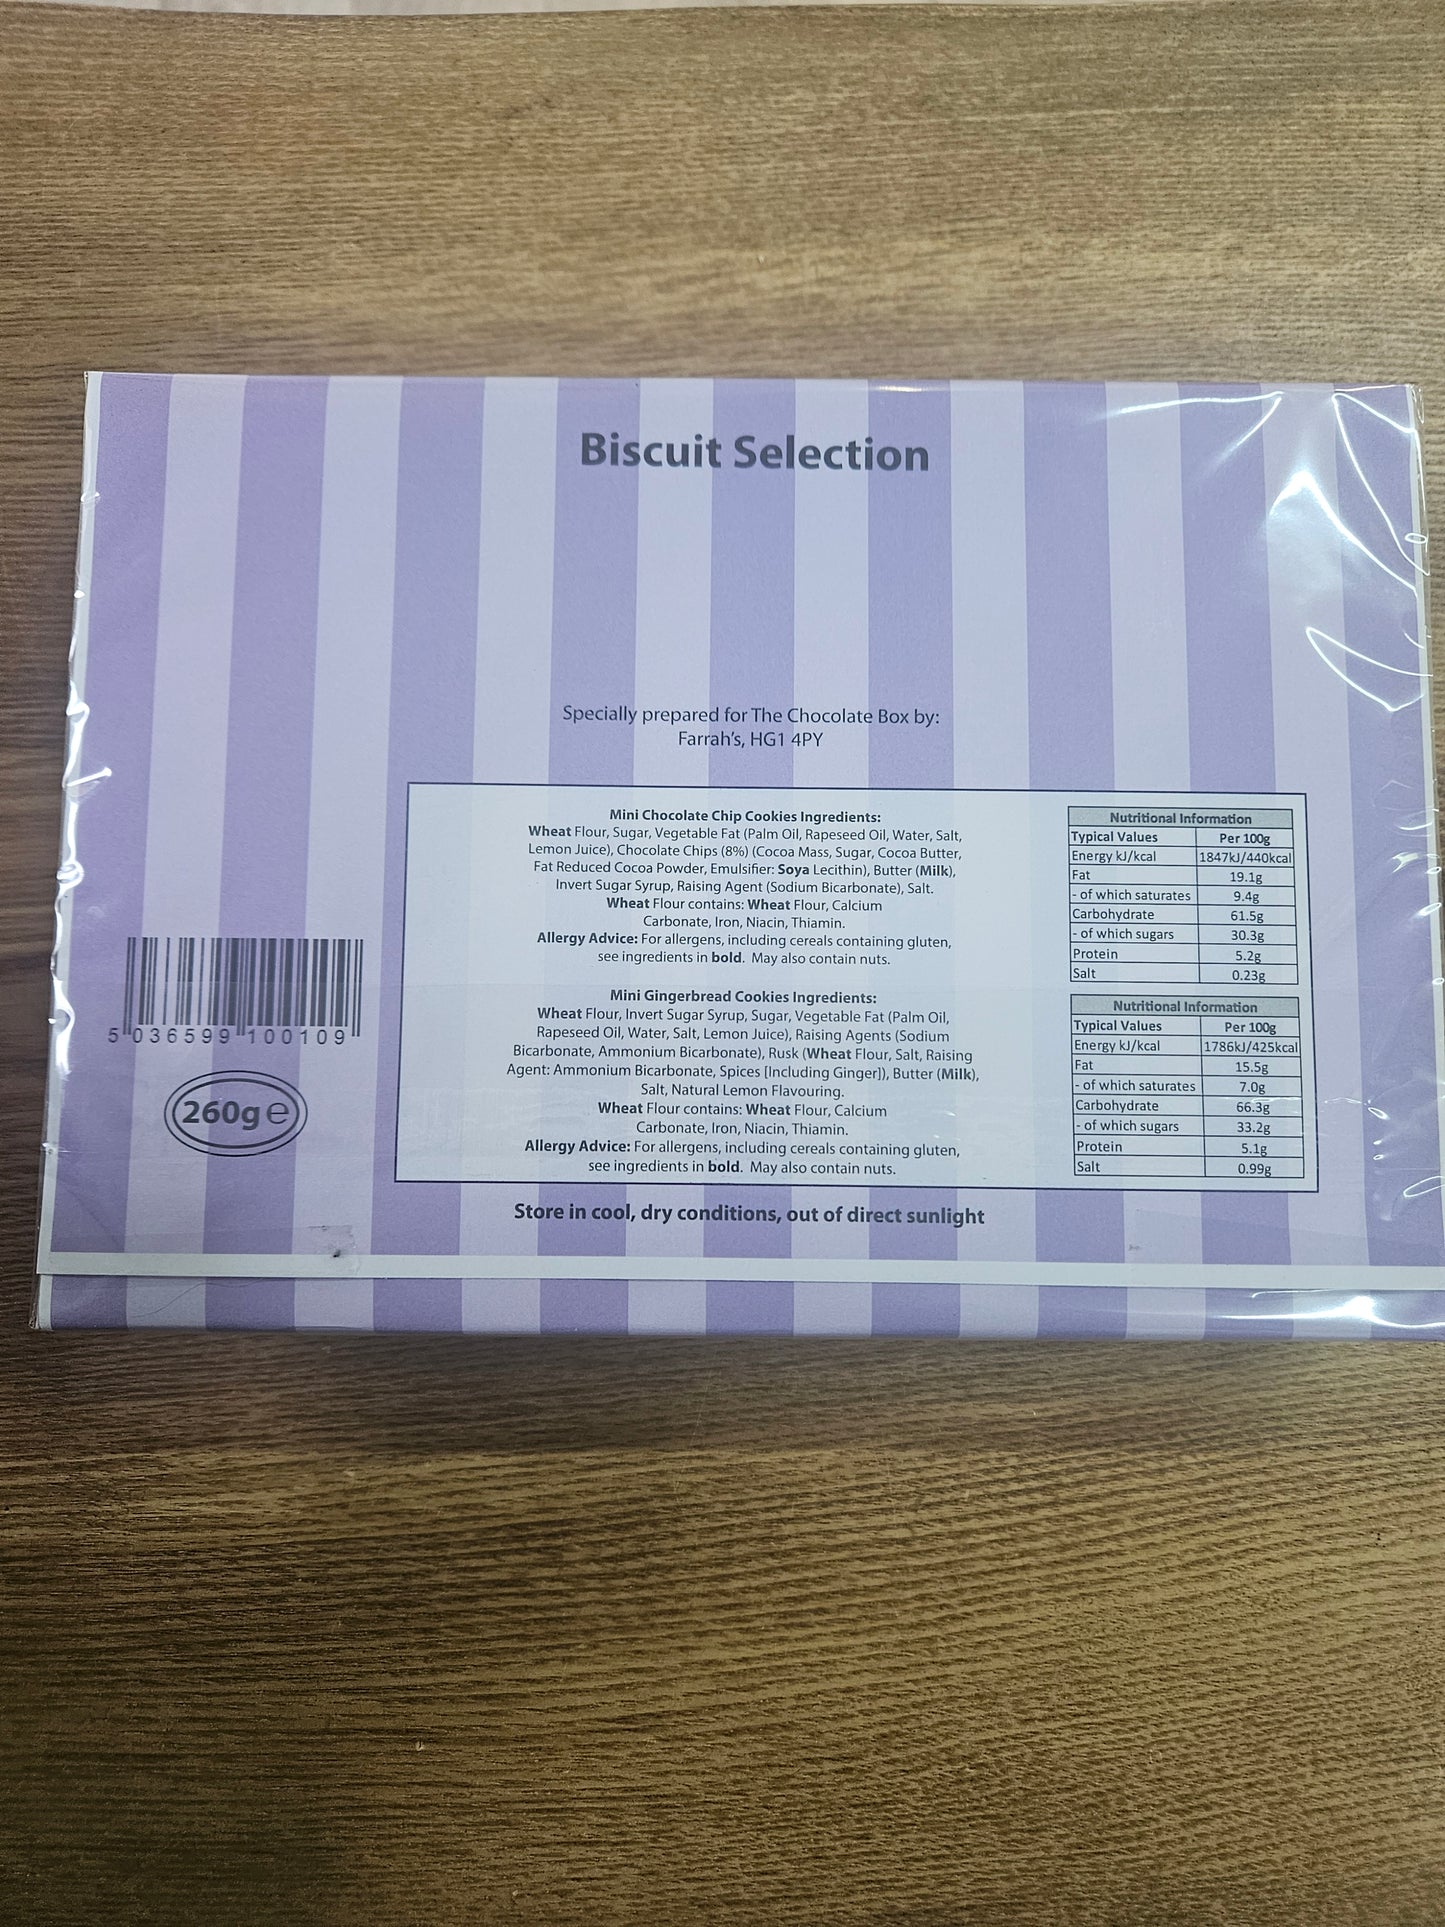 Biscuit Selection
Specially prepared for The Chocolate Box by:
Farrah's, HG1 4PY
Mini Chocolate Chip Cookies Ingredients:
Wheat Flour, Sugar, Vegetable Fat (Palm Oil, Rapeseed Oil, Water, Salt,
Lemon Juice), Chocolate Chips (8%) (Cocoa Mass, Sugar, Cocoa Butter,
Fat Reduced Cocoa Powder, Emulsifier: Soya Lecithin), Butter (Milk),
Invert Sugar Syrup, Raising Agent (Sodium Bicarbonate), Salt.
Wheat Flour contains: Wheat Flour, Calcium
Carbonate, Iron, Niacin, Thiamin.
Allergy Advice: For allergens, including cereals containing gluten,
see ingredients in bold. May also contain nuts.
Nutritional Information
Typical Values Per 100g
Energy kJ/kcal 1847kJ/440kcal
Fat 19.1g
- of which saturates 9.4g
Carbohydrate 61.5g
- of which sugars 30.3g
Protein 5.2g
Salt 0.23g
Mini Gingerbread Cookies Ingredients:
Wheat Flour, Invert Sugar Syrup, Sugar, Vegetable Fat (Palm Oil,
Rapeseed Oil, Water, Salt, Lemon Juice), Raising Agents (Sodium
Bicarbonate, Ammonium Bicarbonate), Rusk (Wheat Flour, Salt, Raising
Agent: Ammonium Bicarbonate, Spices [Including Ginger]), Butter (Milk),
Salt, Natural Lemon Flavouring.
Wheat Flour contains: Wheat Flour, Calcium
Carbonate, Iron, Niacin, Thiamin.
Allergy Advice: For allergens, including cereals containing gluten,
see ingredients in bold. May also contain nuts.
Nutritional Information
Typical Values Per 100g
Energy kJ/kcal 1786kJ/425kcal
Fat 15.5g
- of which saturates 7.0g
Carbohydrate 66.3g
- of which sugars 33.2g
Protein 5.1g
Salt 0.99g
5 036599 100109
260g e
Store in cool, dry conditions, out of direct sunlight